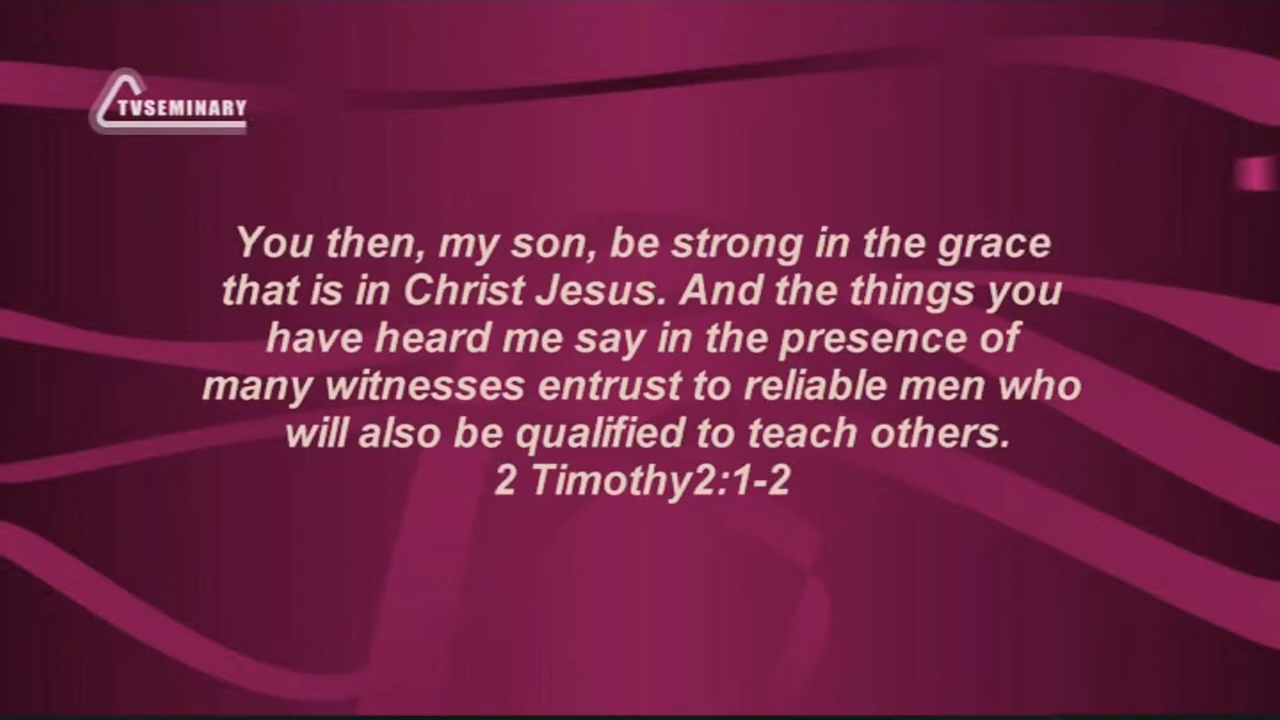 TVSEMINARY
You then, my son, be strong in the grace
that is in Christ Jesus. And the things you
have heard me say in the presence of
many witnesses entrust to reliable men who
will also be qualified to teach others.
2 Timothy2:1-2